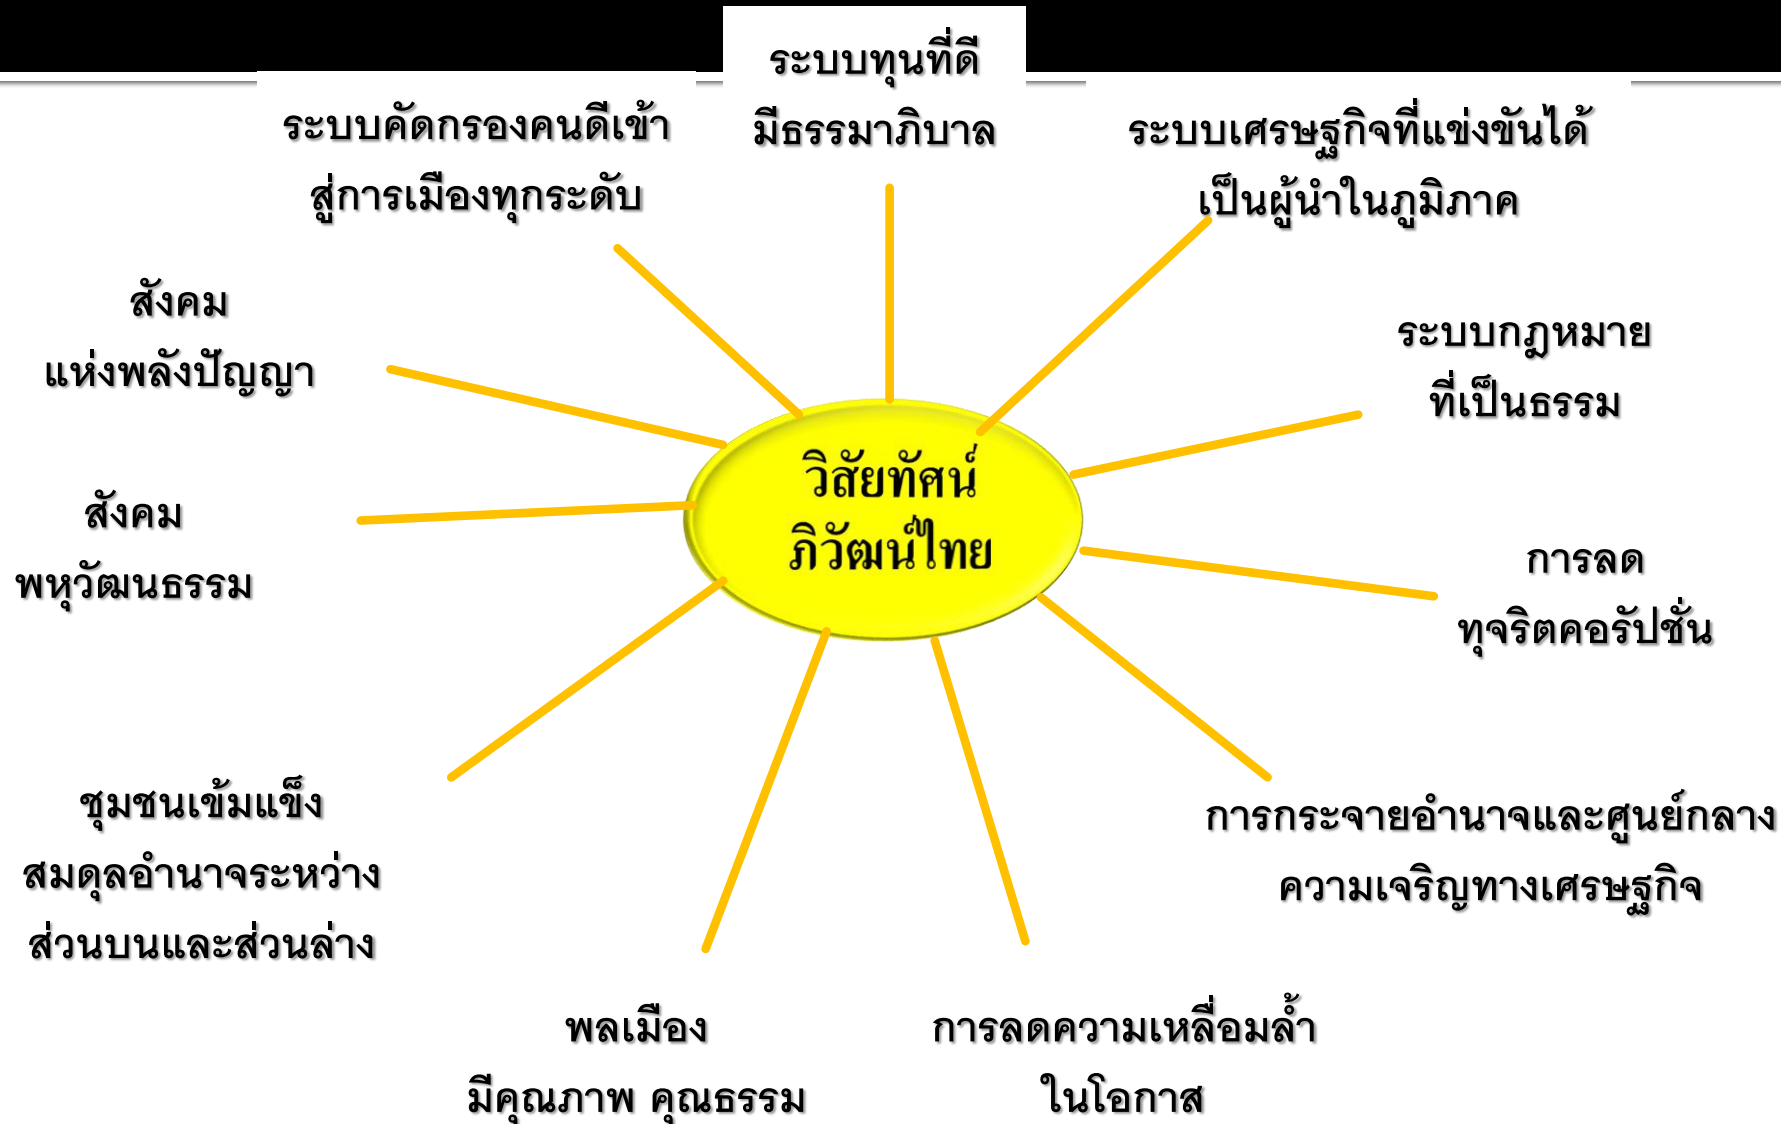 ระบบทุนที่ดี
มีธรรมาภิบาล
ระบบคัดกรองคนดีเข้า
สู่การเมืองทุกระดับ
ระบบเศรษฐกิจที่แข่งขันได้
เป็นผู้นำในภูมิภาค
สังคม
แห่งพลังปัญญา
ระบบกฎหมาย
ที่เป็นธรรม
วิสัยทัศน์
ภิวัฒน์ไทย
สังคม
พหุวัฒนธรรม
การลด
ทุจริตคอรัปชั่น
ชุมชนเข้มแข็ง
สมดุลอำนาจระหว่าง
ส่วนบนและส่วนล่าง
การกระจายอำนาจและศูนย์กลาง
ความเจริญทางเศรษฐกิจ
พลเมือง
มีคุณภาพ คุณธรรม
การลดความเหลื่อมล้ำ
ในโอกาส